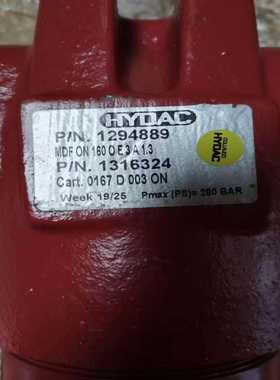 HYDAC
P/N. 1294889
MDF ON 160 Q E 3 A 1.3
P/N. 1316324
Cart. 0167 D 003 ON
Week 19/25 Pmax (PS)= 280 BAR
HYDAC